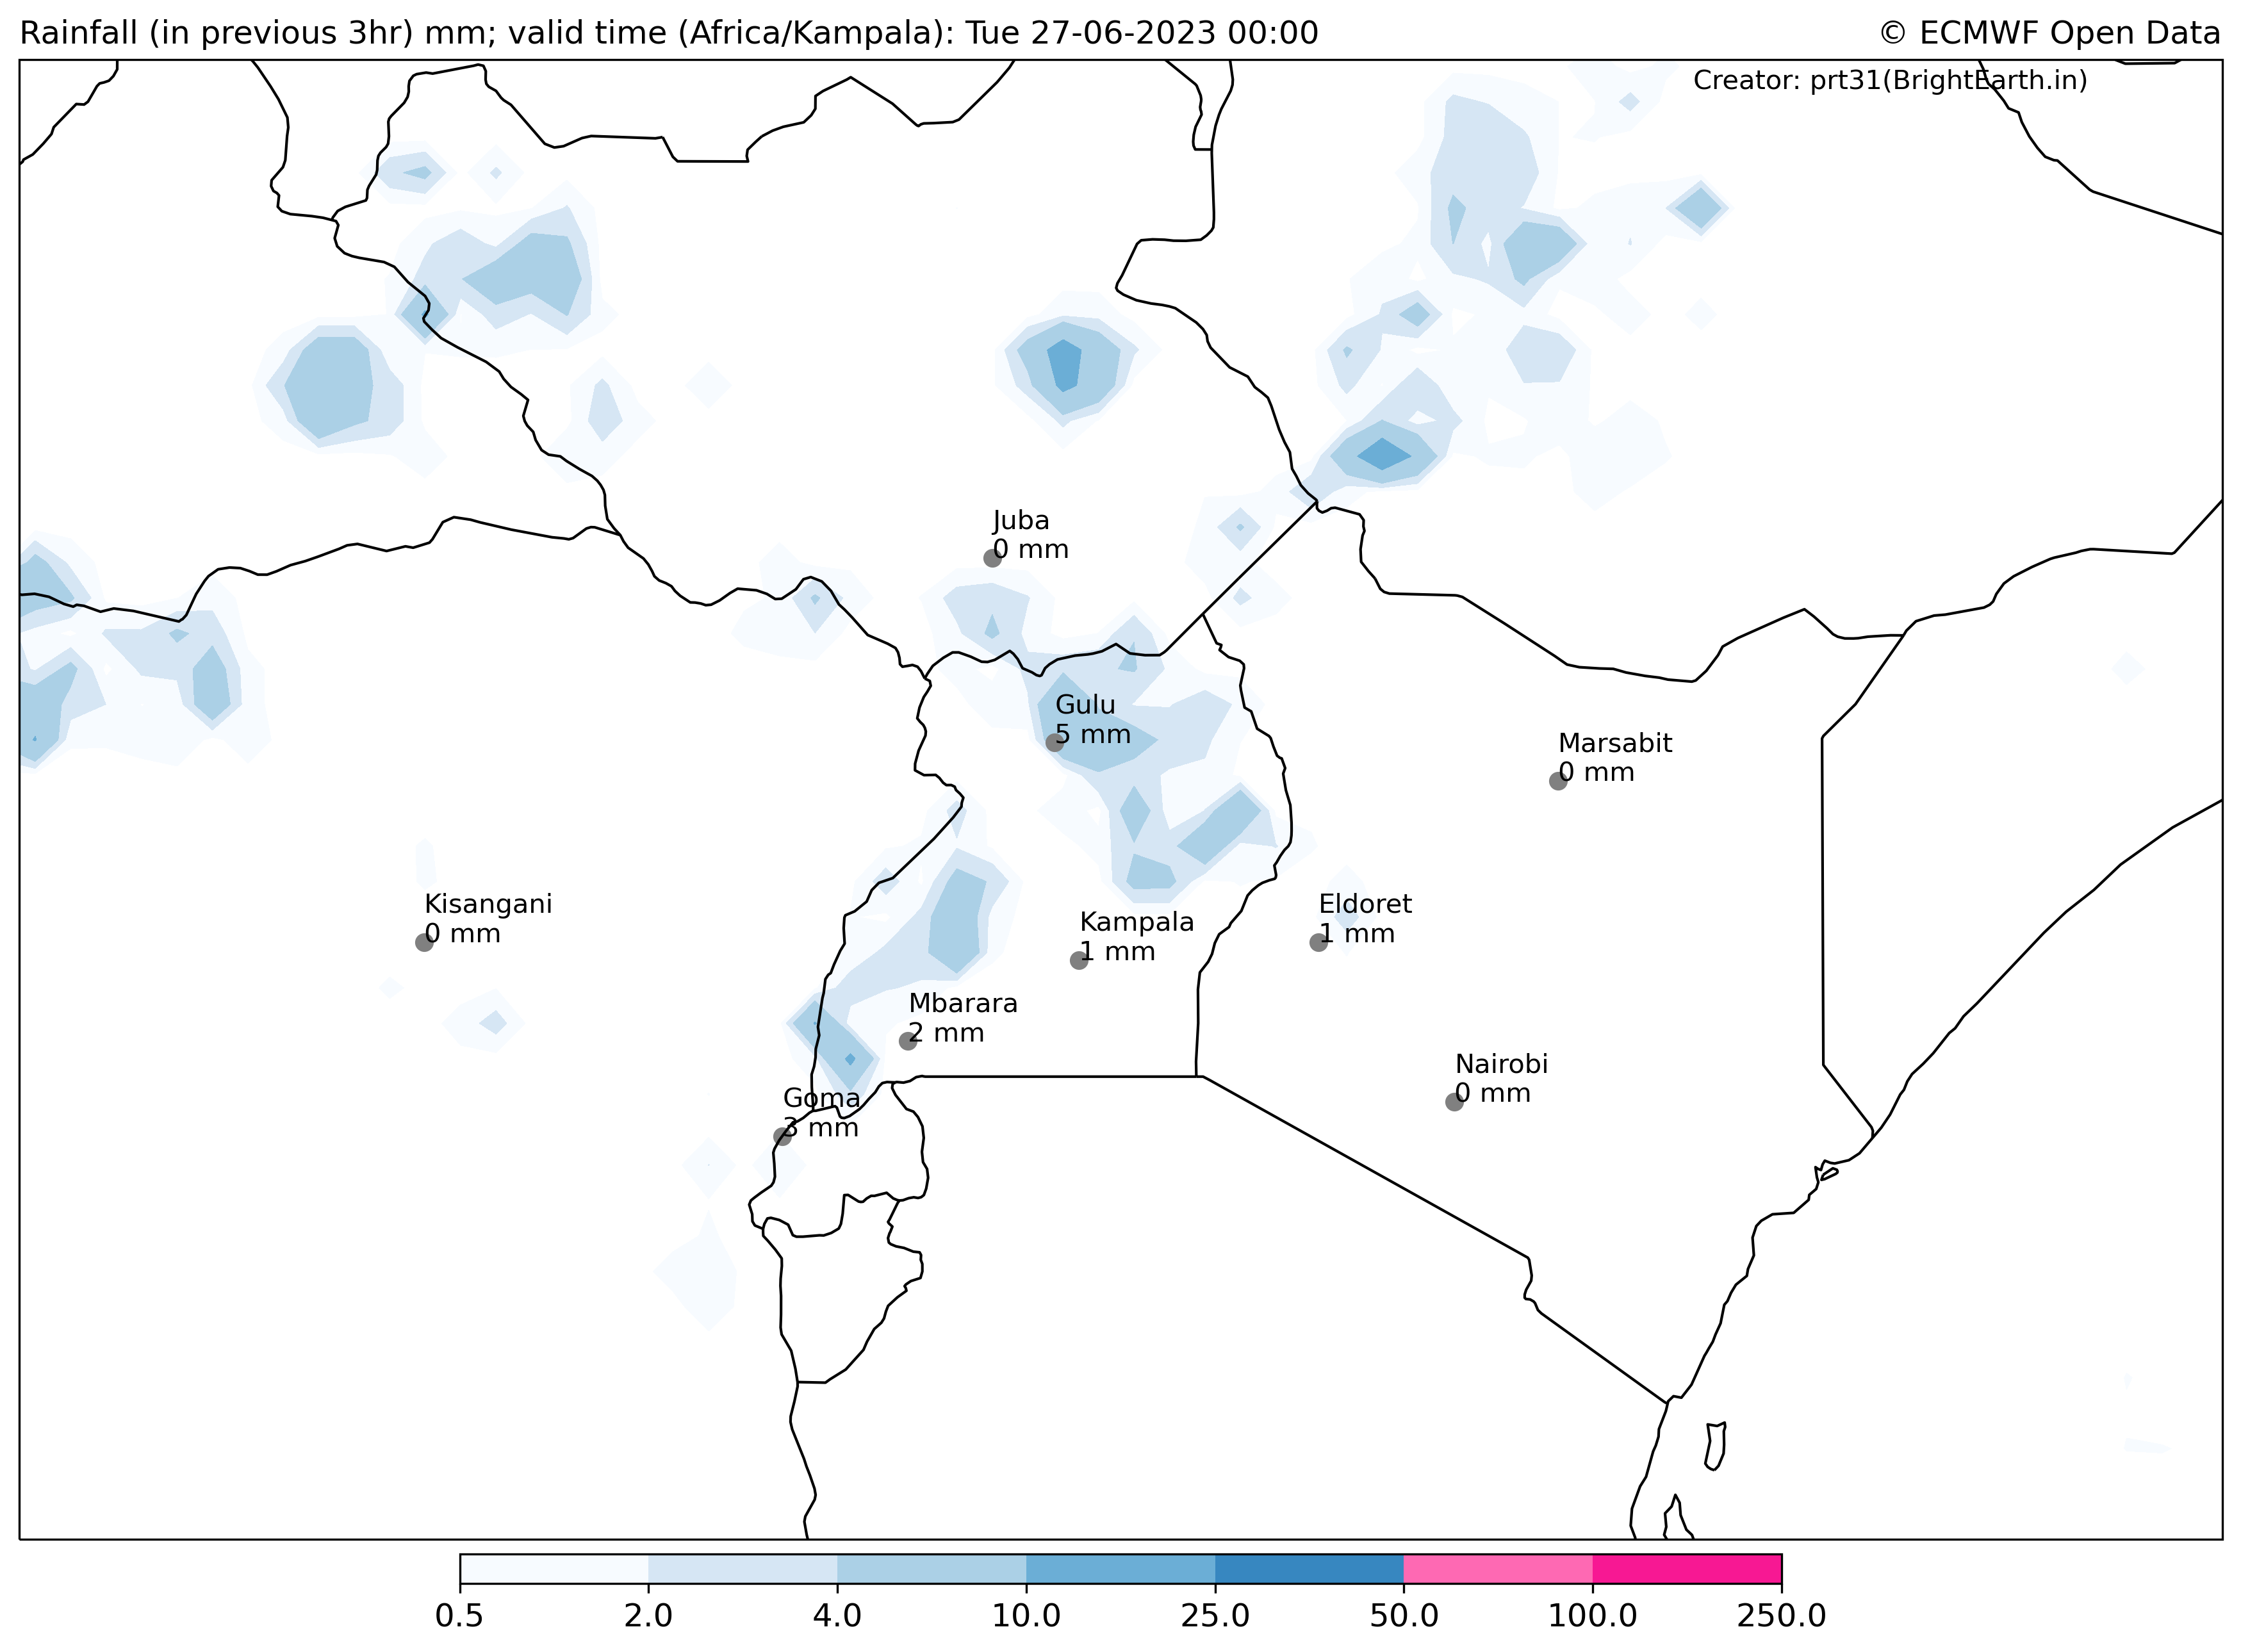 Rainfall (in previous 3hr) mm; valid time (Africa/Kampala): Tue 27-06-2023 00:00
© ECMWF Open Data
Creator: prt31(BrightEarth.in)
Juba
0 mm
Gulu
5 mm
Marsabit
0 mm
Kisangani
0 mm
Eldoret
1 mm
Kampala
1 mm
Mbarara
2 mm
Nairobi
0 mm
Goma
3 mm
0.5 2.0 4.0 10.0 25.0 50.0 100.0 250.0